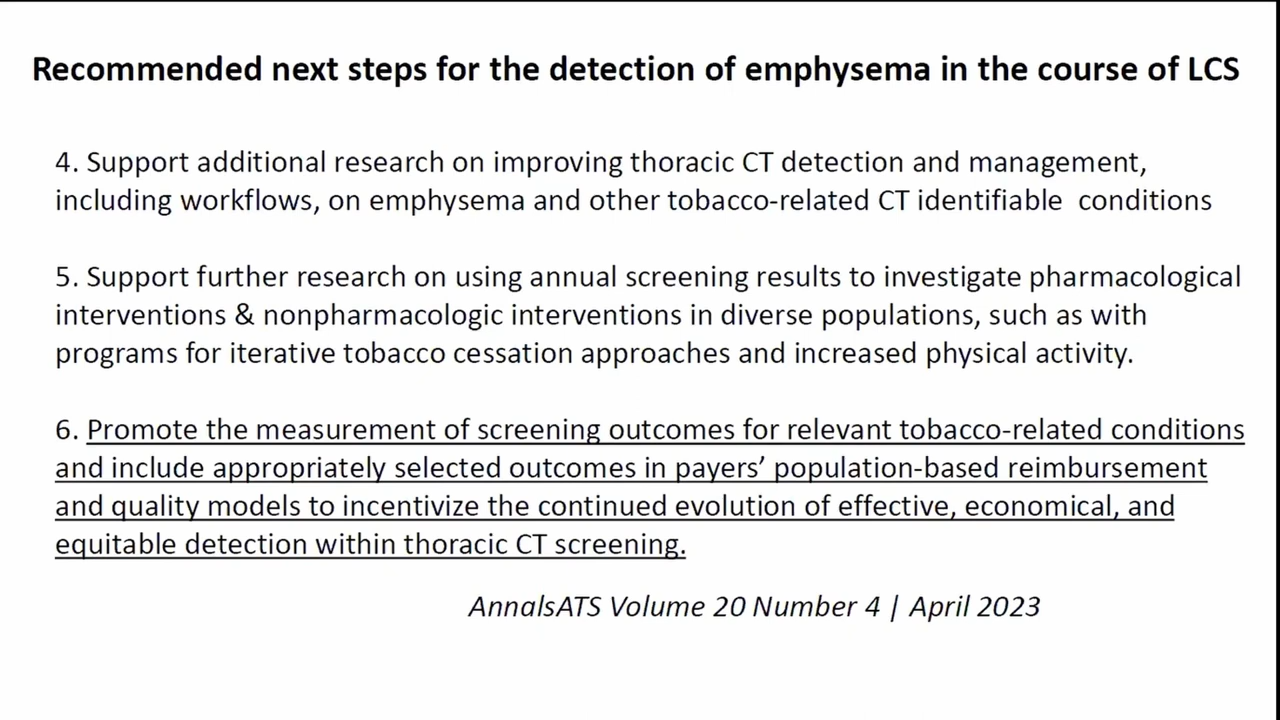 Recommended next steps for the detection of emphysema in the course of LCS
4. Support additional research on improving thoracic CT detection and management,
including workflows, on emphysema and other tobacco-related CT identifiable  conditions
5. Support further research on using annual screening results to investigate pharmacological
interventions & nonpharmacologic interventions in diverse populations, such as with
programs for iterative tobacco cessation approaches and increased physical activity.
6. Promote the measurement of screening outcomes for relevant tobacco-related conditions
and include appropriately selected outcomes in payers’ population-based reimbursement
and quality models to incentivize the continued evolution of effective, economical, and
equitable detection within thoracic CT screening.
AnnalsATS Volume 20 Number 4 | April 2023